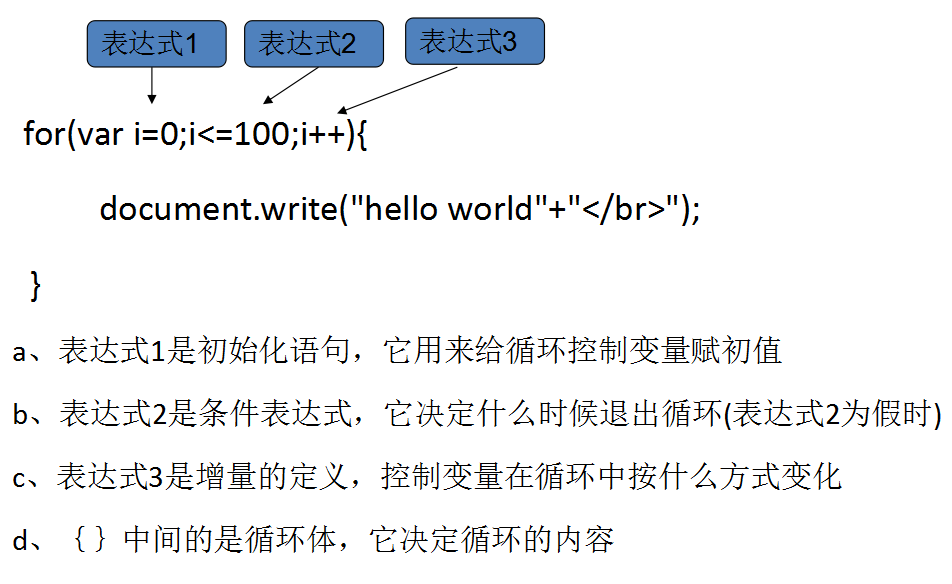 表达式1 表达式2 表达式3
for(var i=0;i<=100;i++){
document.write("hello world"+"</br>");
}
a、表达式1是初始化语句，它用来给循环控制变量赋初值
b、表达式2是条件表达式，它决定什么时候退出循环(表达式2为假时)
c、表达式3是增量的定义，控制变量在循环中按什么方式变化
d、｛｝中间的是循环体，它决定循环的内容